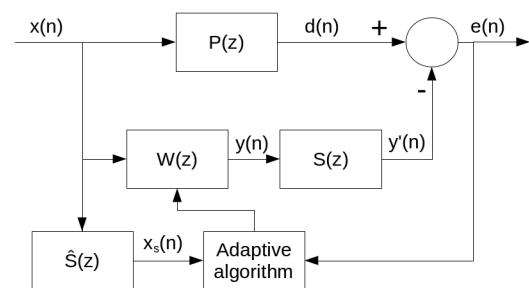 x(n)
P(z)
d(n)
+
e(n)
-
W(z)
y(n)
S(z)
y'(n)
Ŝ(z)
xₛ(n)
Adaptive
algorithm